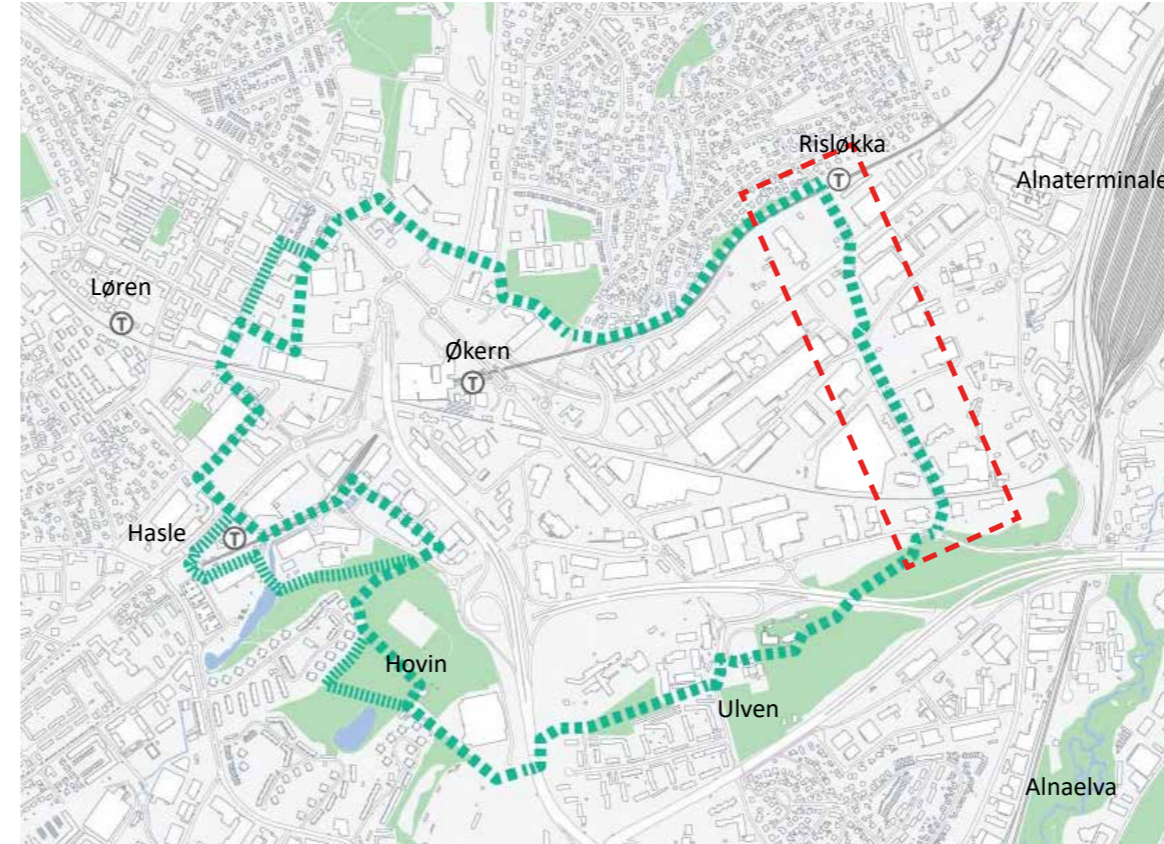 Risløkka
T
Alnaterminale
Løren
T
Økern
T
Hasle
T
Hovin
Ulven
Alnaelva